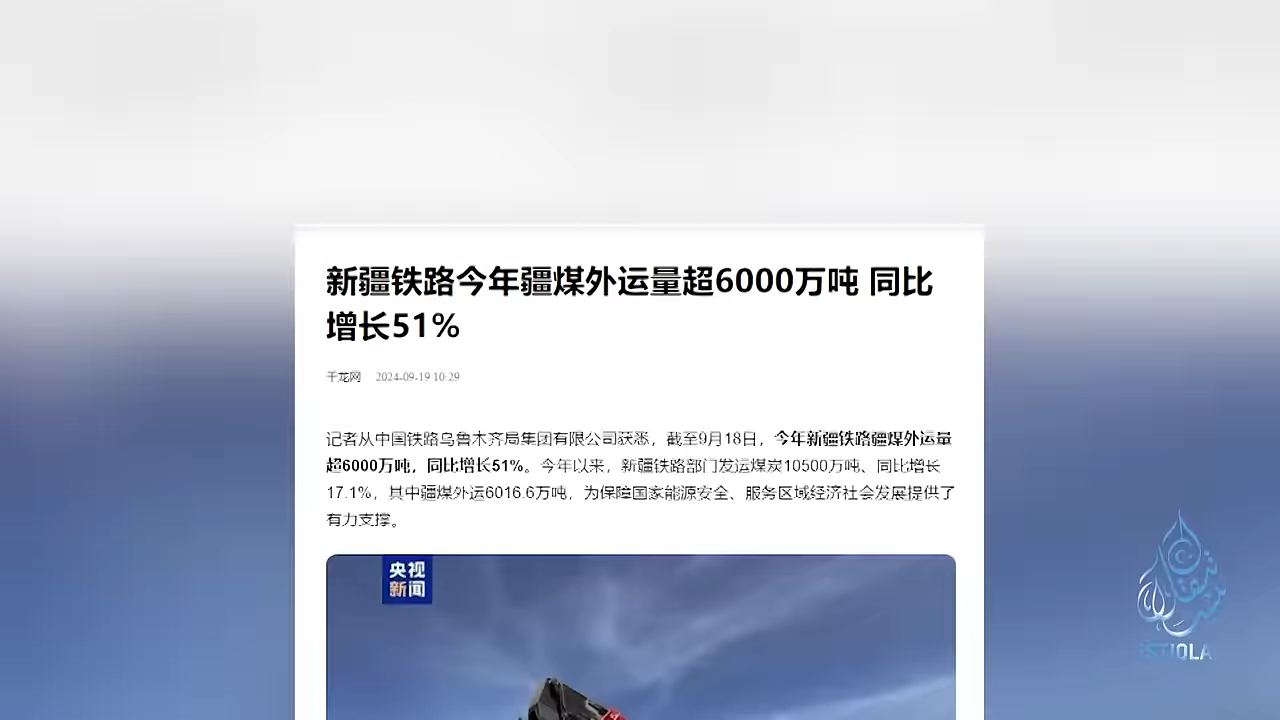 新疆铁路今年疆煤外运量超6000万吨 同比
增长51%
千龙网 2024-09-19 10:29
记者从中国铁路乌鲁木齐局集团有限公司获悉，截至9月18日，今年新疆铁路疆煤外运量
超6000万吨，同比增长51%。今年以来，新疆铁路部门发运煤炭10500万吨、同比增长
17.1%，其中疆煤外运6016.6万吨，为保障国家能源安全、服务区域经济社会发展提供了
有力支撑。
央视
新闻
ISTIQLA